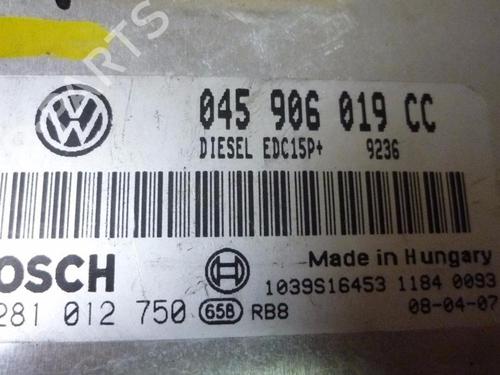 045 906 019 CC
DIESEL EDC15P+ 9236
Made in Hungary
BOSCH
1039S16453 1184 0093
281 012 750 658 RB8 08-04-07